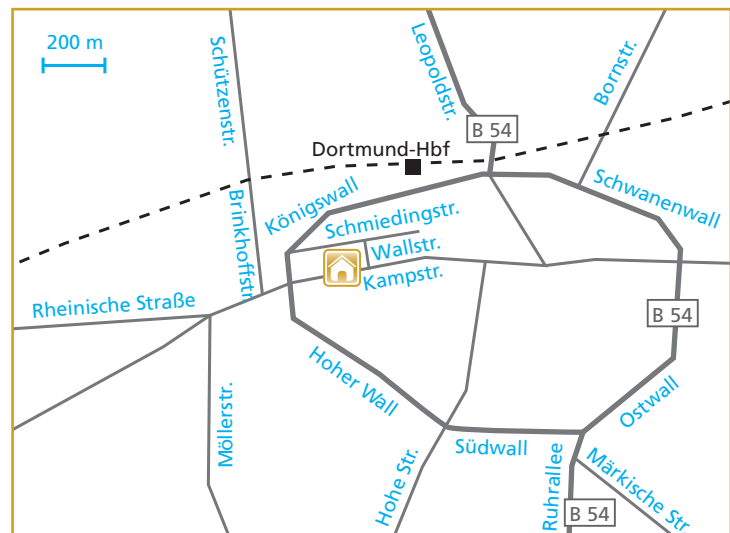 200 m
Schützenstr.
Leopoldstr.
Bornstr.
B 54
Dortmund-Hbf
Königswall
Schwanenwall
Brinkhoffstr.
Schmiedingstr.
Wallstr.
Kampstr.
Rheinische Straße
B 54
Hoher Wall
Möllerstr.
Ostwall
Südwall
Hohe Str.
Ruhrallee
Märkische Str.
B 54